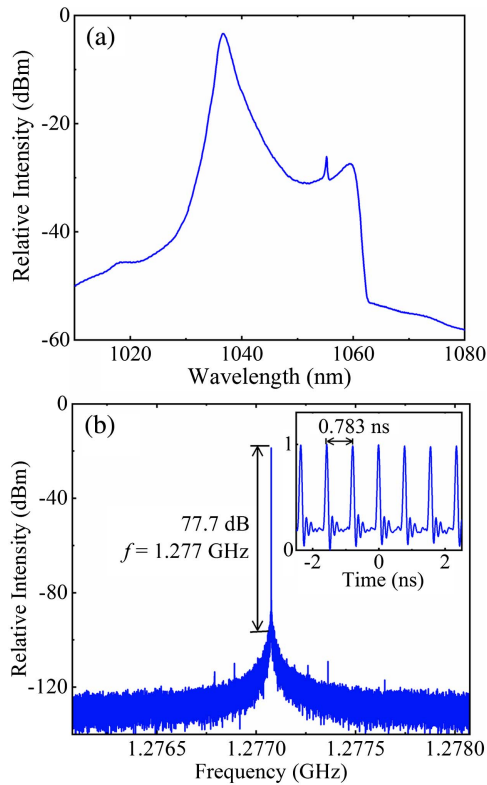 (a)
Relative Intensity (dBm)
0
-20
-40
-60
1020 1040 1060 1080
Wavelength (nm)
(b)
Relative Intensity (dBm)
0
-40
-80
-120
77.7 dB
f = 1.277 GHz
0.783 ns
1
0
-2 0 2
Time (ns)
1.2765 1.2770 1.2775 1.2780
Frequency (GHz)